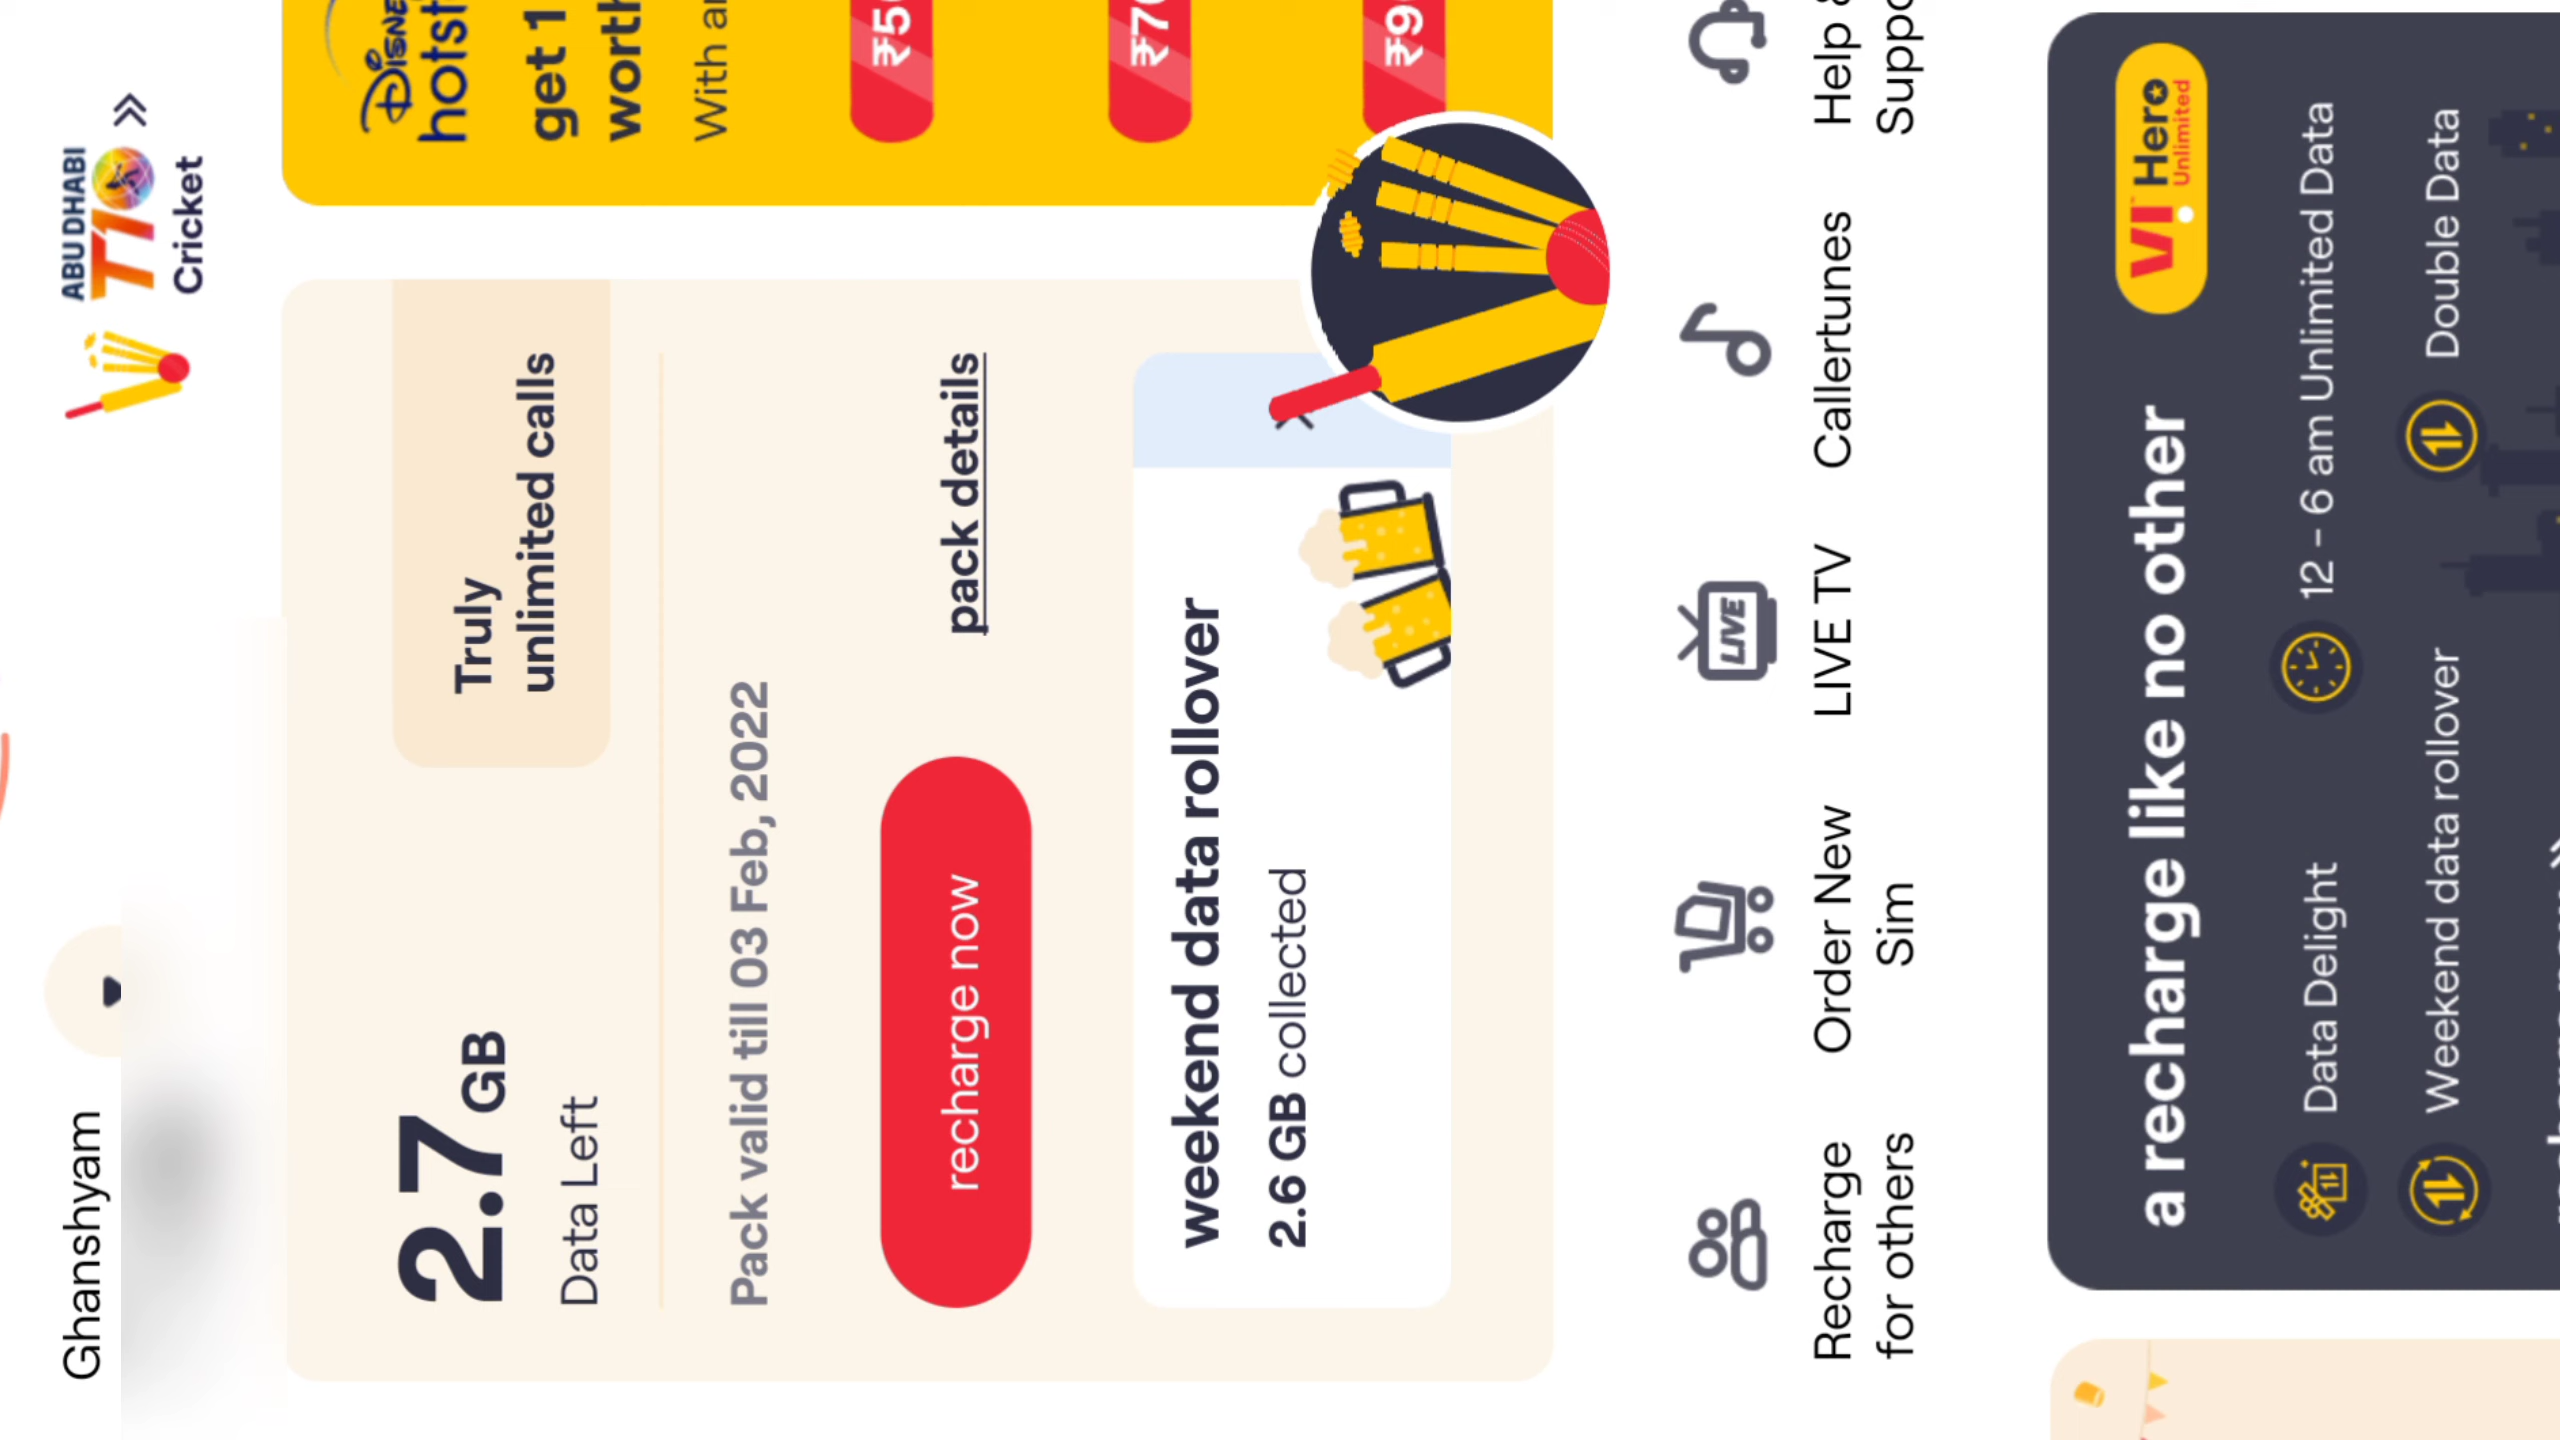 Ghanshyam
ABU DHABI
T10
Cricket
2.7 GB
Data Left
Truly
unlimited calls
Pack valid till 03 Feb, 2022
recharge now
pack details
weekend data rollover
2.6 GB collected
Disney
get 1
worth
With
Recharge
for others
Order New
Sim
LIVE
LIVE TV
Callertunes
Help
a recharge like no other
Vi Hero
Unlimited
Data Delight
12 – 6 am Unlimited Data
Weekend data rollover
Double Data